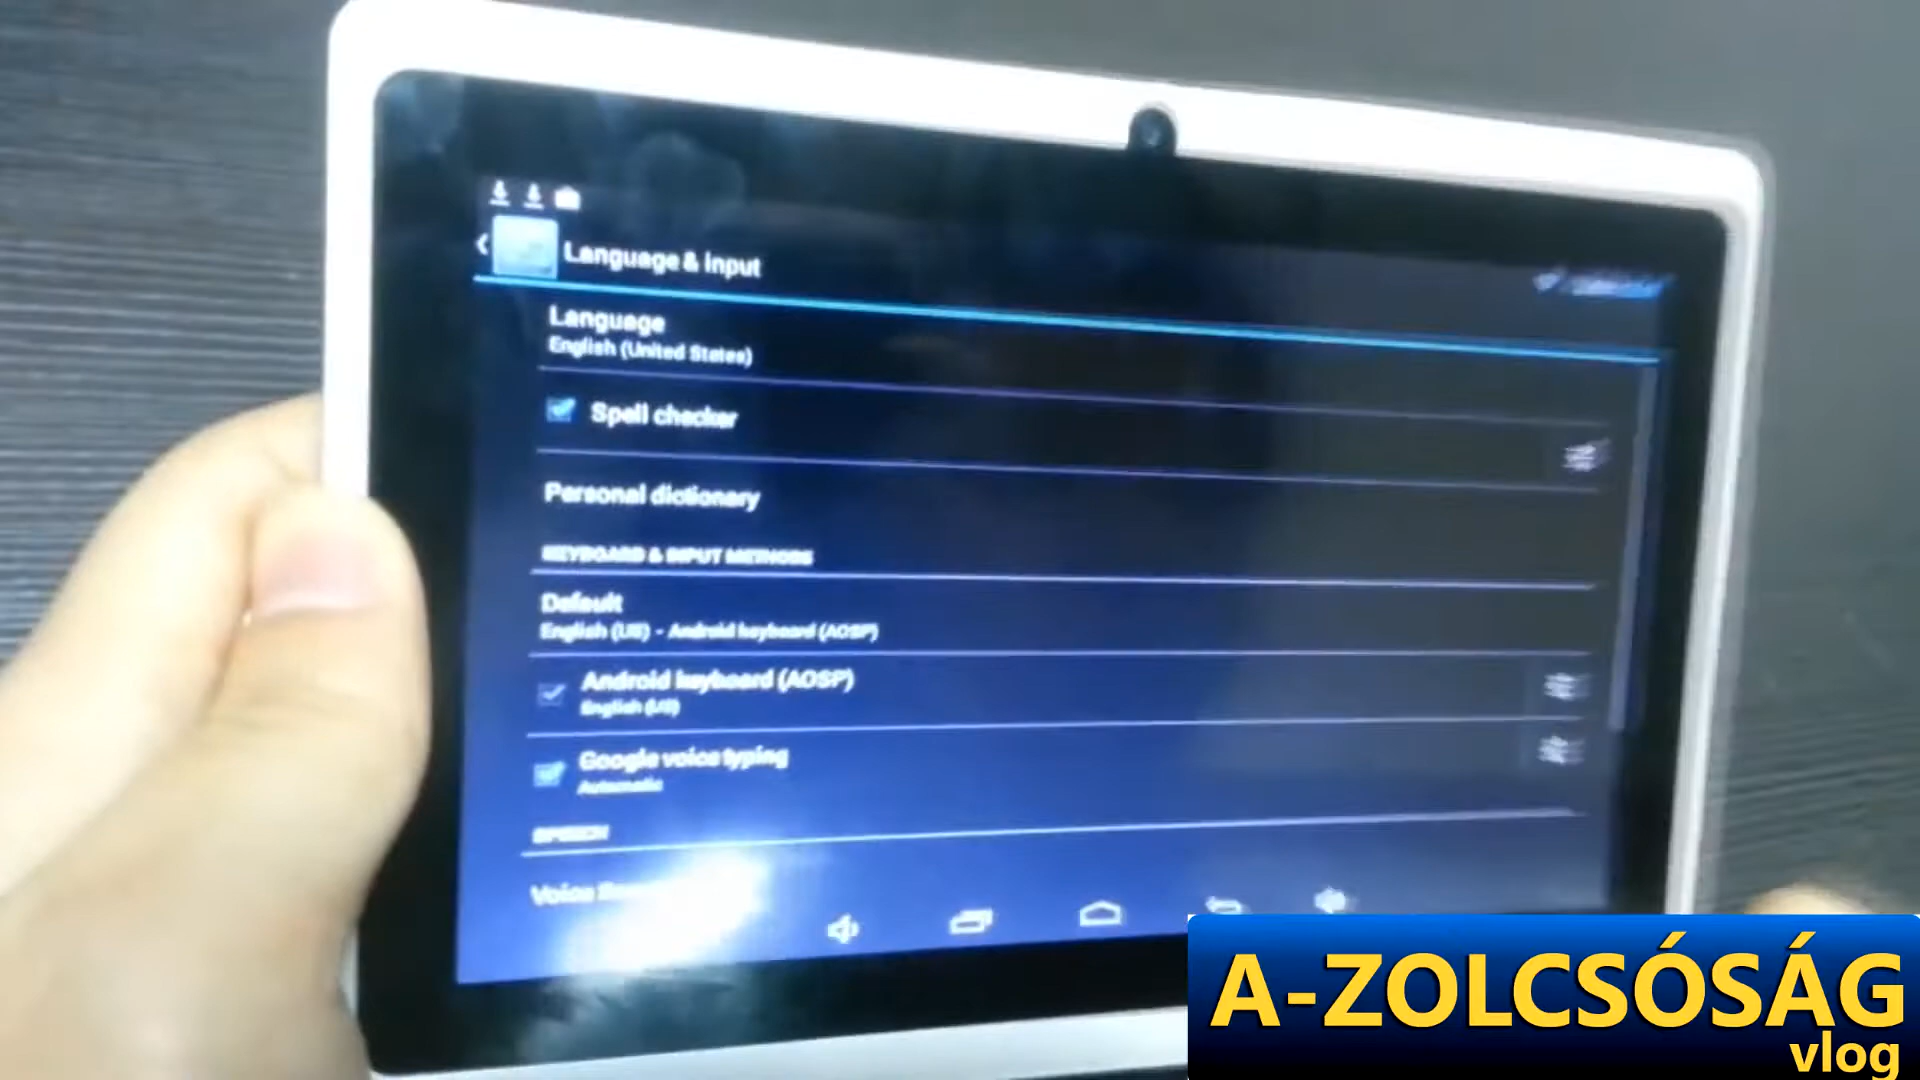 Language & input
Language
English (United States)
Spell checker
Personal dictionary
KEYBOARD & INPUT METHODS
Default
English (US) - Android keyboard (AOSP)
Android keyboard (AOSP)
English (US)
Google voice typing
Automatic
SPEECH
Voice
A-ZOLCSÓSÁG
vlog